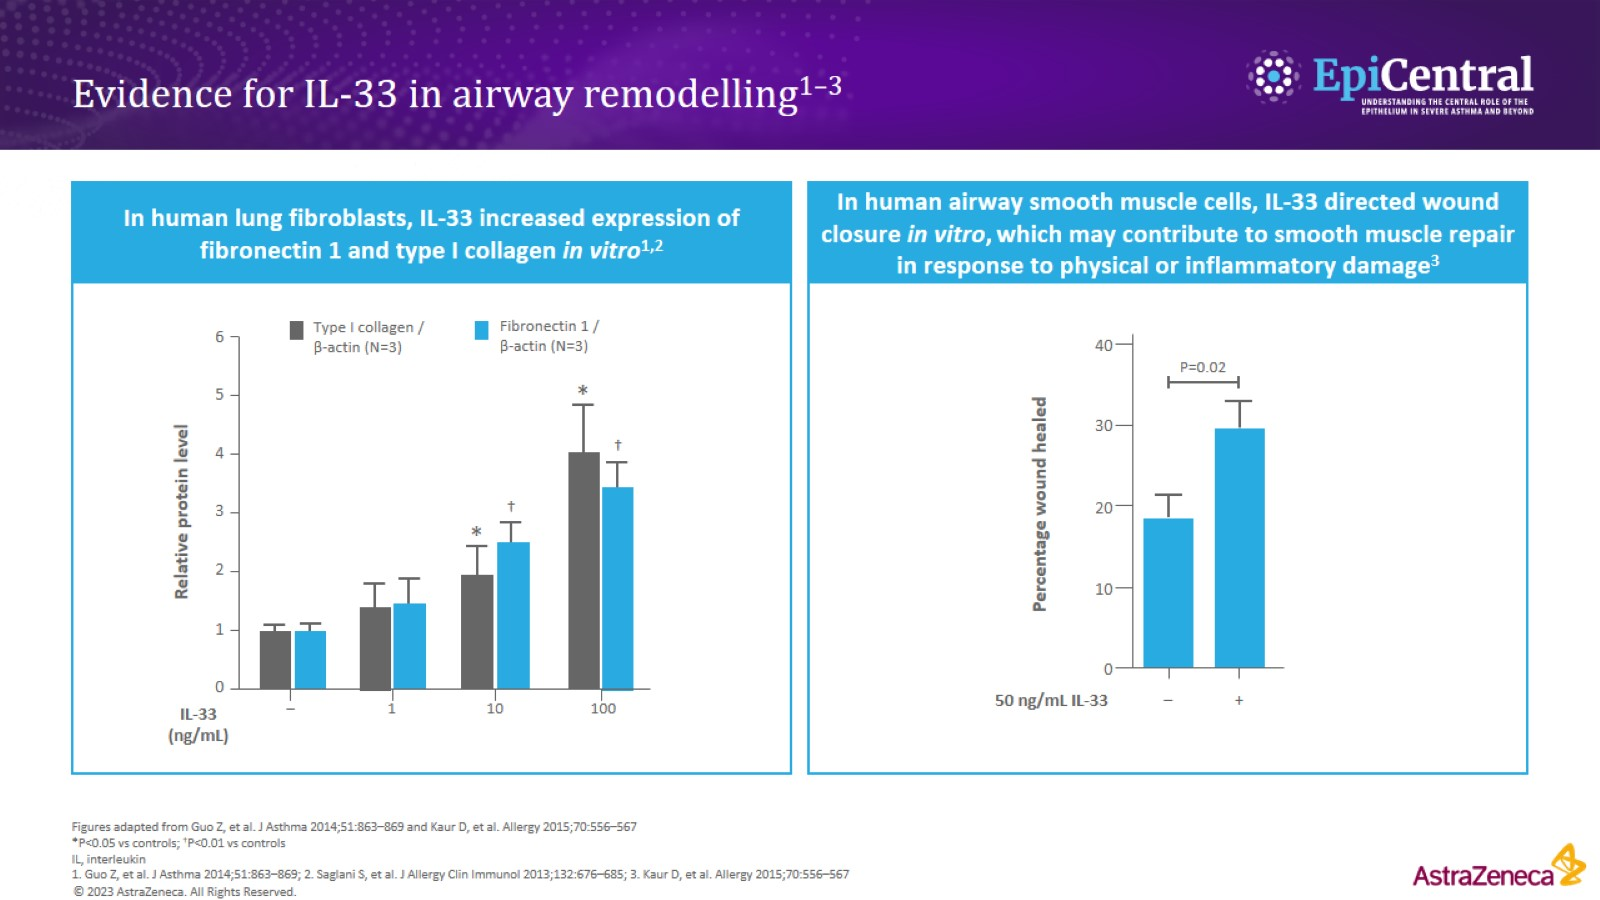 Evidence for IL-33 in airway remodelling1–3
EpiCentral
UNDERSTANDING THE CENTRAL ROLE OF THE
EPITHELIUM IN SEVERE ASTHMA AND BEYOND
In human lung fibroblasts, IL-33 increased expression of
fibronectin 1 and type I collagen in vitro1,2
Type I collagen /
β-actin (N=3)
Fibronectin 1 /
β-actin (N=3)
Relative protein level
6
5
4
3
2
1
0
*
†
*
†
IL-33
(ng/mL)
– 1 10 100
In human airway smooth muscle cells, IL-33 directed wound
closure in vitro, which may contribute to smooth muscle repair
in response to physical or inflammatory damage3
Percentage wound healed
40
30
20
10
0
P=0.02
50 ng/mL IL-33 – +
Figures adapted from Guo Z, et al. J Asthma 2014;51:863–869 and Kaur D, et al. Allergy 2015;70:556–567
*P<0.05 vs controls; †P<0.01 vs controls
IL, interleukin
1. Guo Z, et al. J Asthma 2014;51:863–869; 2. Saglani S, et al. J Allergy Clin Immunol 2013;132:676–685; 3. Kaur D, et al. Allergy 2015;70:556–567
© 2023 AstraZeneca. All Rights Reserved.
AstraZeneca